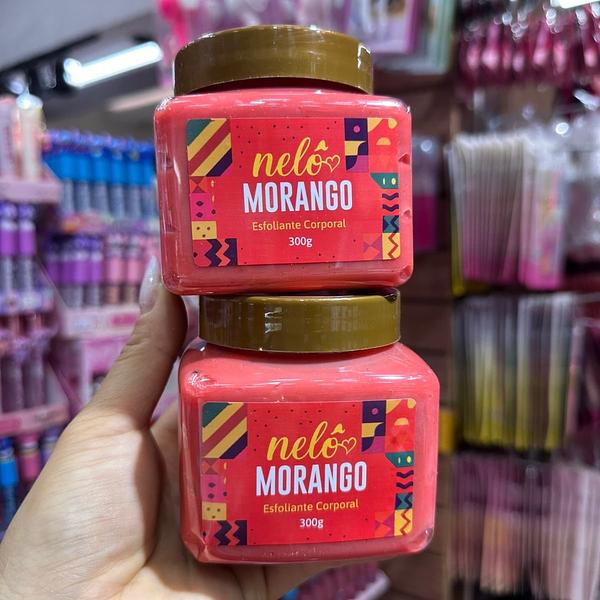 nelô
MORANGO
Esfoliante Corporal
300g
nelô
MORANGO
Esfoliante Corporal
300g